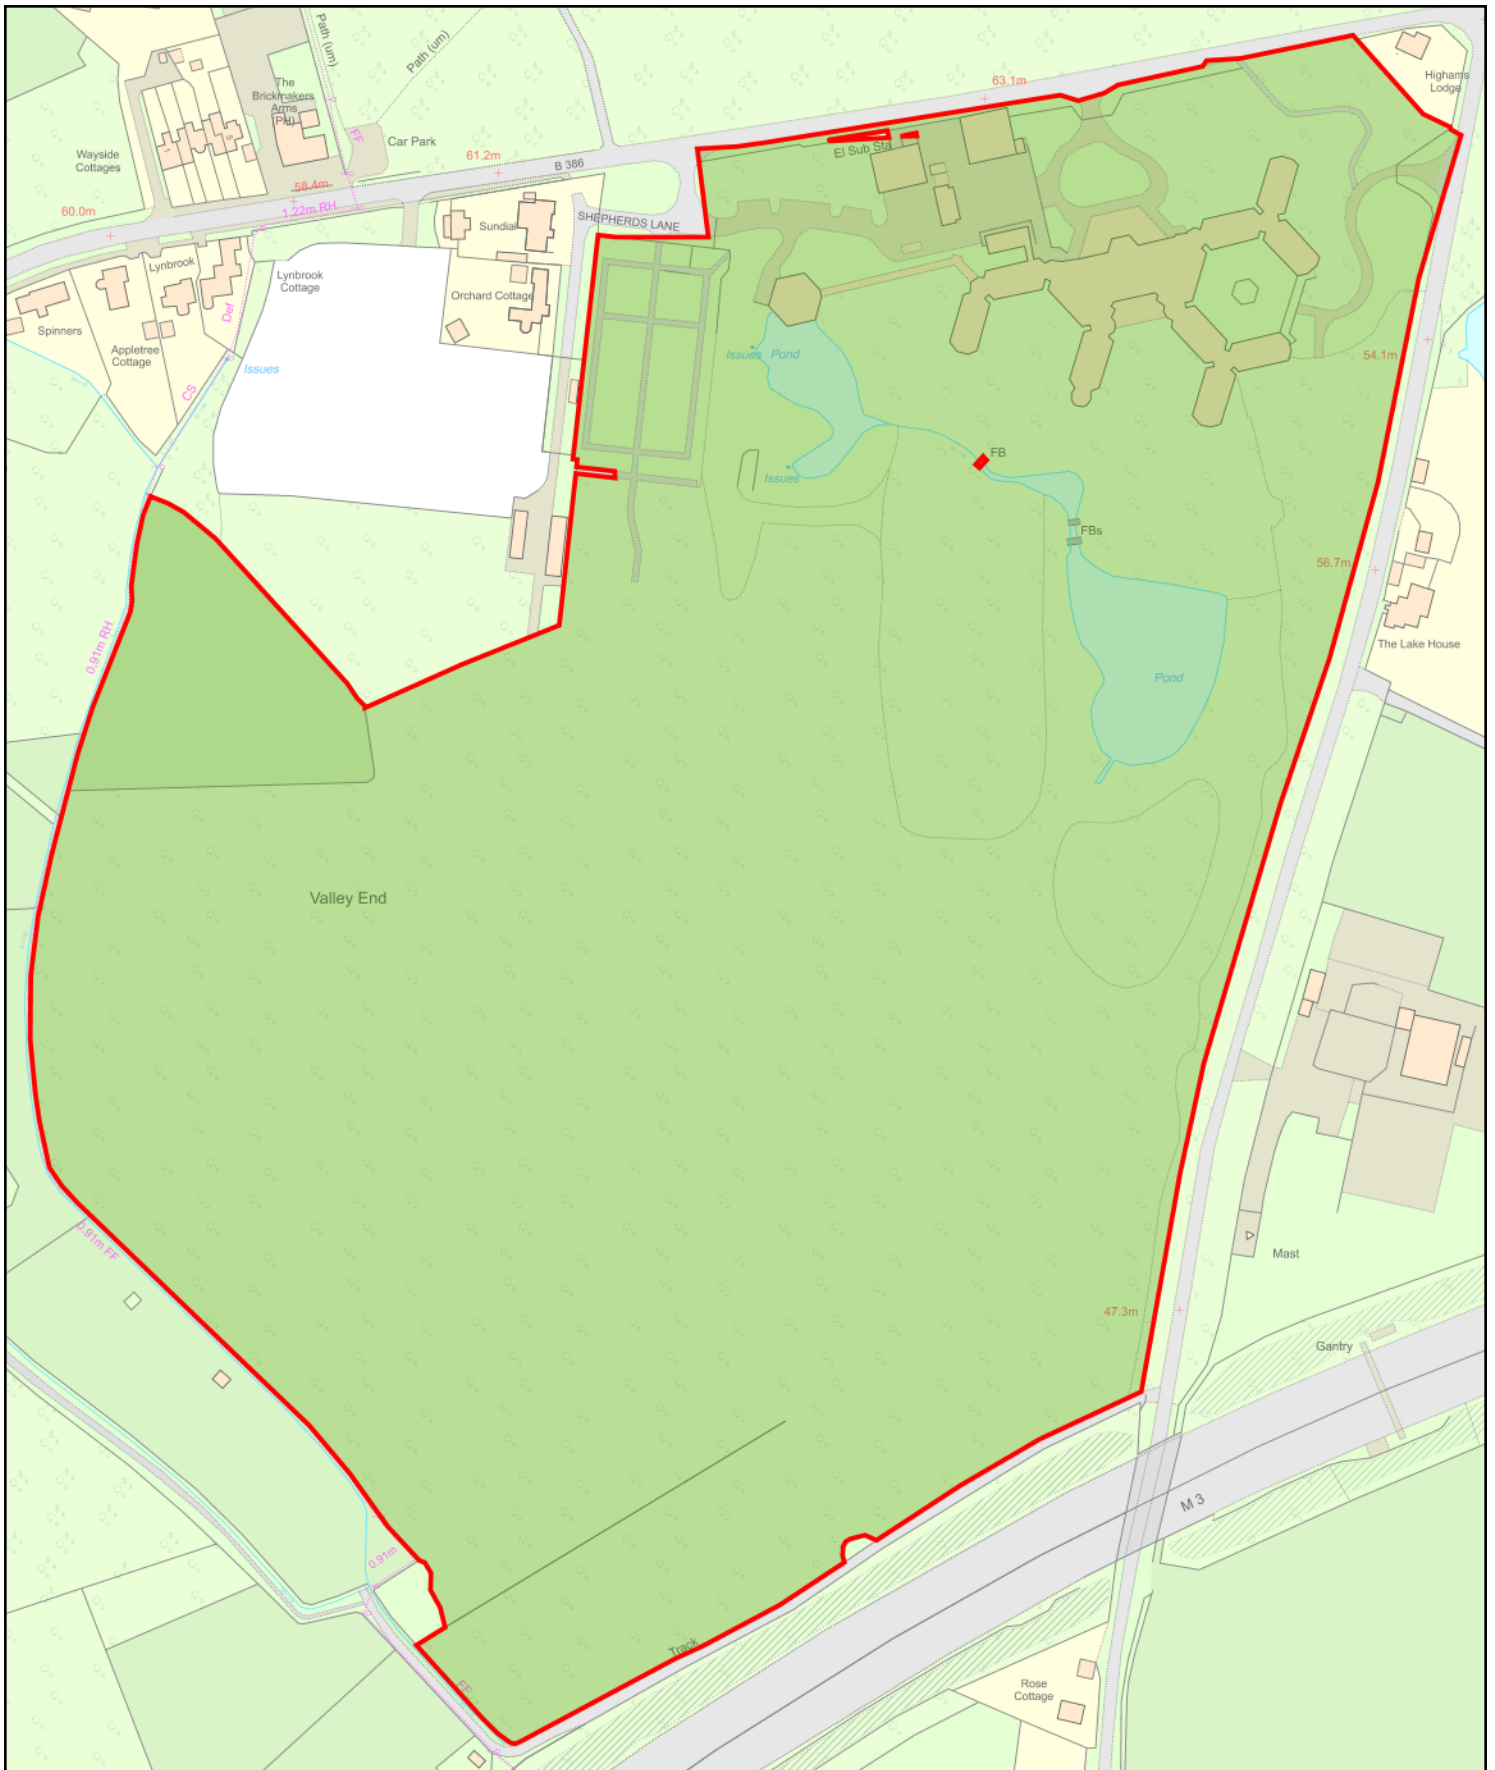 Path (um)
Path (um)
The
Brickmakers
Arms
(PH)
Highams
Lodge
63.1m
FF
Car Park
El Sub Sta
Wayside
Cottages
1
5
61.2m
B 386
58.4m
1.22m RH
60.0m
SHEPHERDS LANE
Sundial
Lynbrook
Lynbrook
Cottage
Orchard Cottage
Def
Spinners
Appletree
Cottage
Issues
CS
Issues
Pond
54.1m
FB
Issues
FBs
56.7m
0.91m RH
The Lake House
Pond
Valley End
0.91m FF
Mast
47.3m
Gantry
M 3
0.91m
Track
FF
Rose
Cottage